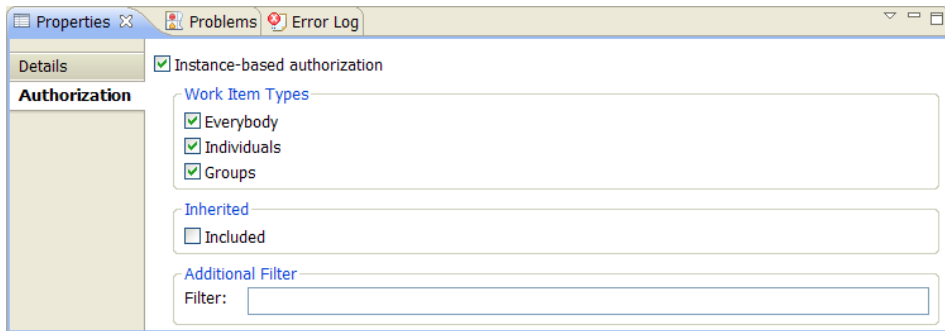 Properties Problems Error Log
Details
Authorization
Instance-based authorization
Work Item Types
Everybody
Individuals
Groups
Inherited
Included
Additional Filter
Filter: